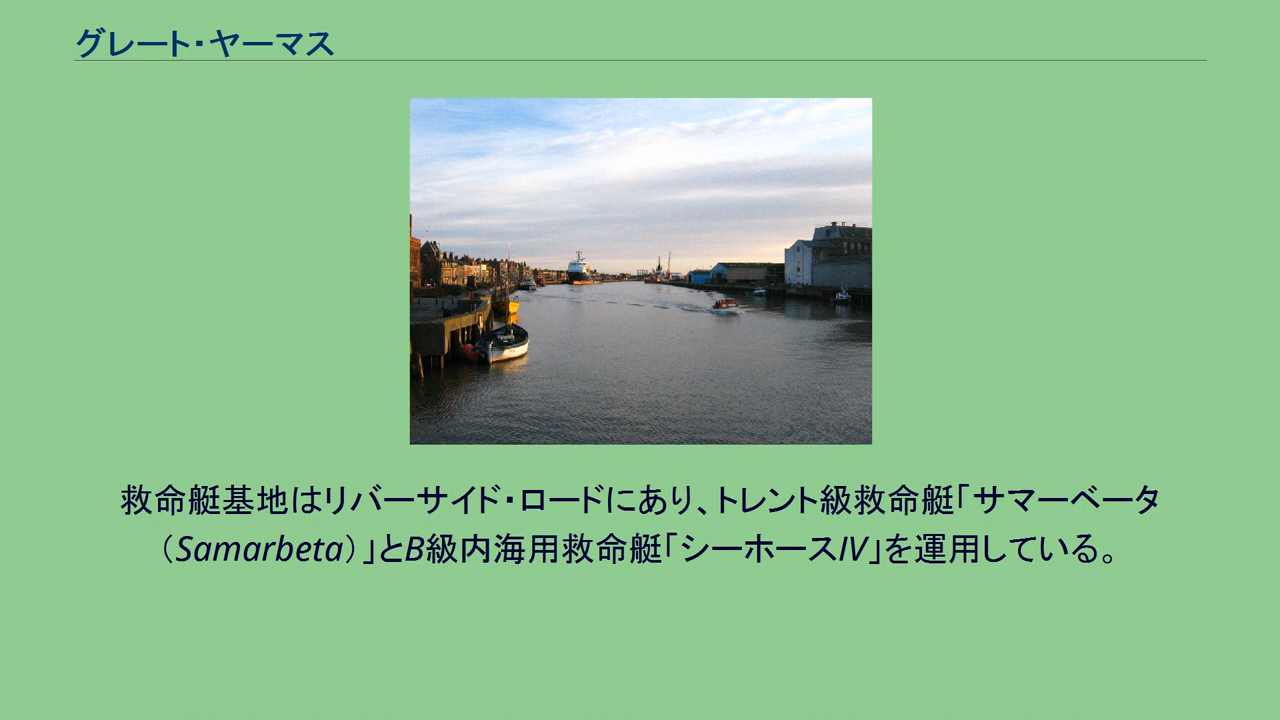 グレート・ヤーマス
救命艇基地はリバーサイド・ロードにあり、トレント級救命艇「サマーベータ
（Samarbeta）」とB級内海用救命艇「シーホースIV」を運用している。